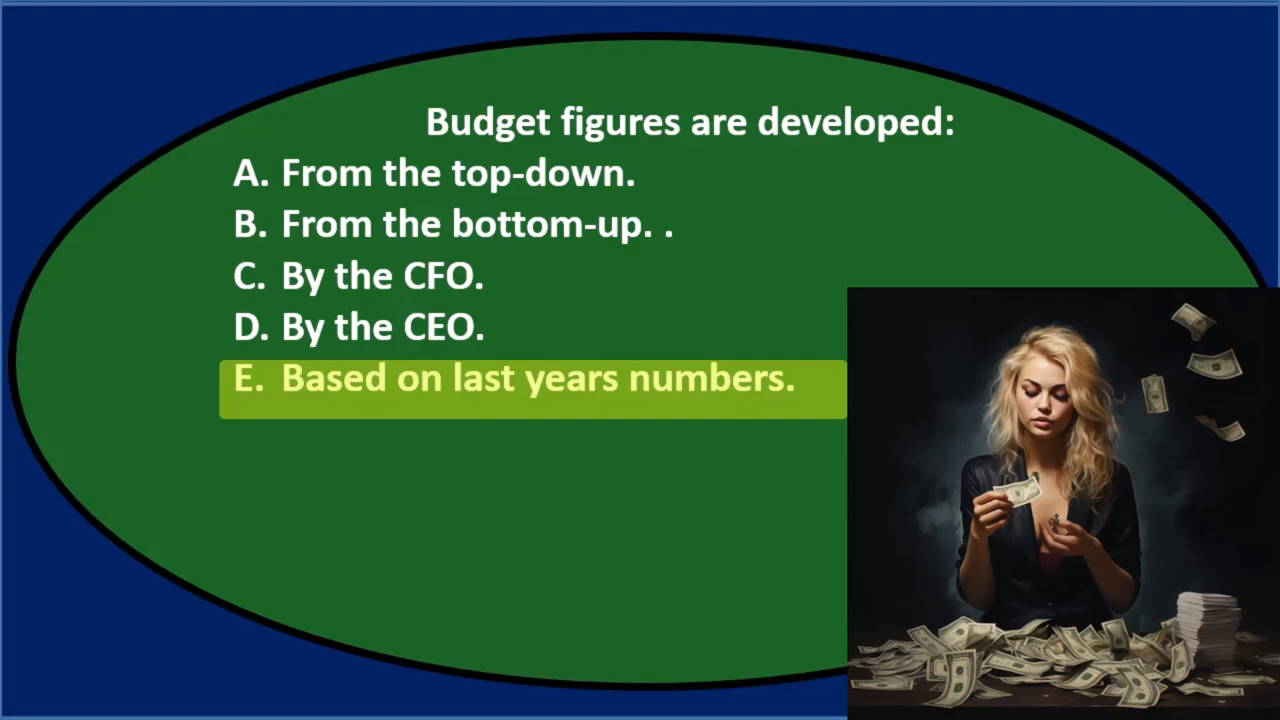 Budget figures are developed:
A. From the top-down.
B. From the bottom-up. .
C. By the CFO.
D. By the CEO.
E. Based on last years numbers.